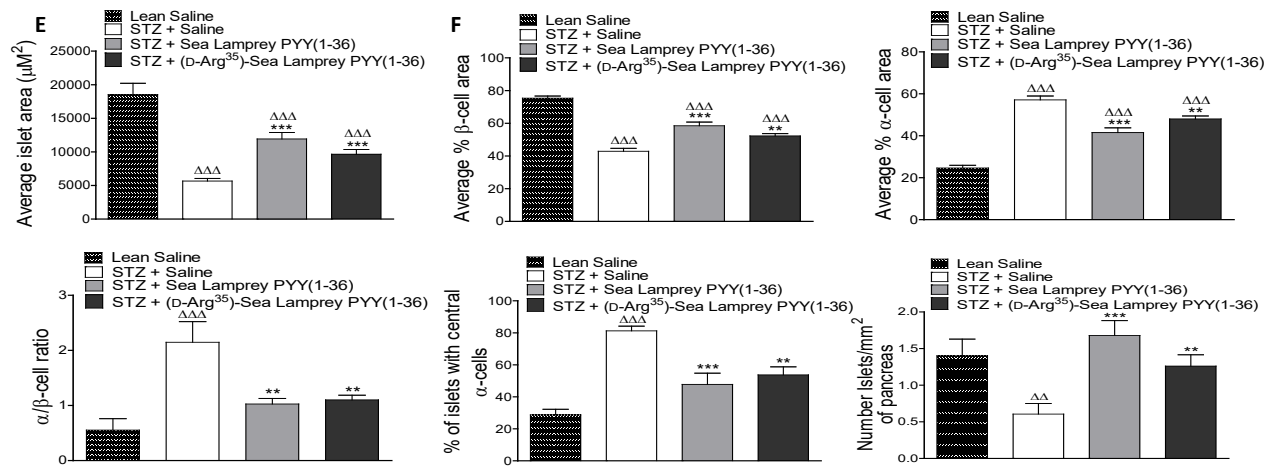 E
Lean Saline
STZ + Saline
STZ + Sea Lamprey PYY(1-36)
STZ + (D-Arg³⁵)-Sea Lamprey PYY(1-36)
Average islet area (μM²)
25000
20000
15000
10000
5000
0
ΔΔΔ
ΔΔΔ
***
ΔΔΔ
***
F
Lean Saline
STZ + Saline
STZ + Sea Lamprey PYY(1-36)
STZ + (D-Arg³⁵)-Sea Lamprey PYY(1-36)
Average % β-cell area
100
80
60
40
20
0
ΔΔΔ
ΔΔΔ
***
ΔΔΔ
**
Lean Saline
STZ + Saline
STZ + Sea Lamprey PYY(1-36)
STZ + (D-Arg³⁵)-Sea Lamprey PYY(1-36)
Average % α-cell area
80
60
40
20
0
ΔΔΔ
ΔΔΔ
***
ΔΔΔ
**
Lean Saline
STZ + Saline
STZ + Sea Lamprey PYY(1-36)
STZ + (D-Arg³⁵)-Sea Lamprey PYY(1-36)
α/β-cell ratio
3
2
1
0
ΔΔΔ
**
**
Lean Saline
STZ + Saline
STZ + Sea Lamprey PYY(1-36)
STZ + (D-Arg³⁵)-Sea Lamprey PYY(1-36)
% of islets with central
α-cells
100
80
60
40
20
0
ΔΔΔ
***
**
Lean Saline
STZ + Saline
STZ + Sea Lamprey PYY(1-36)
STZ + (D-Arg³⁵)-Sea Lamprey PYY(1-36)
Number Islets/mm²
of pancreas
2.0
1.5
1.0
0.5
0.0
ΔΔ
***
**